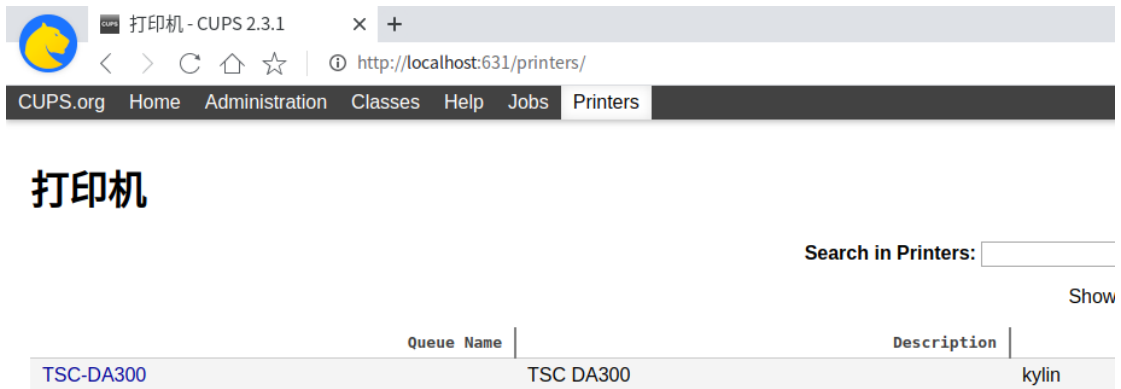 CUPS 打印机 - CUPS 2.3.1
http://localhost:631/printers/
CUPS.org Home Administration Classes Help Jobs Printers
打印机
Search in Printers:
Show
Queue Name Description
TSC-DA300 TSC DA300 kylin